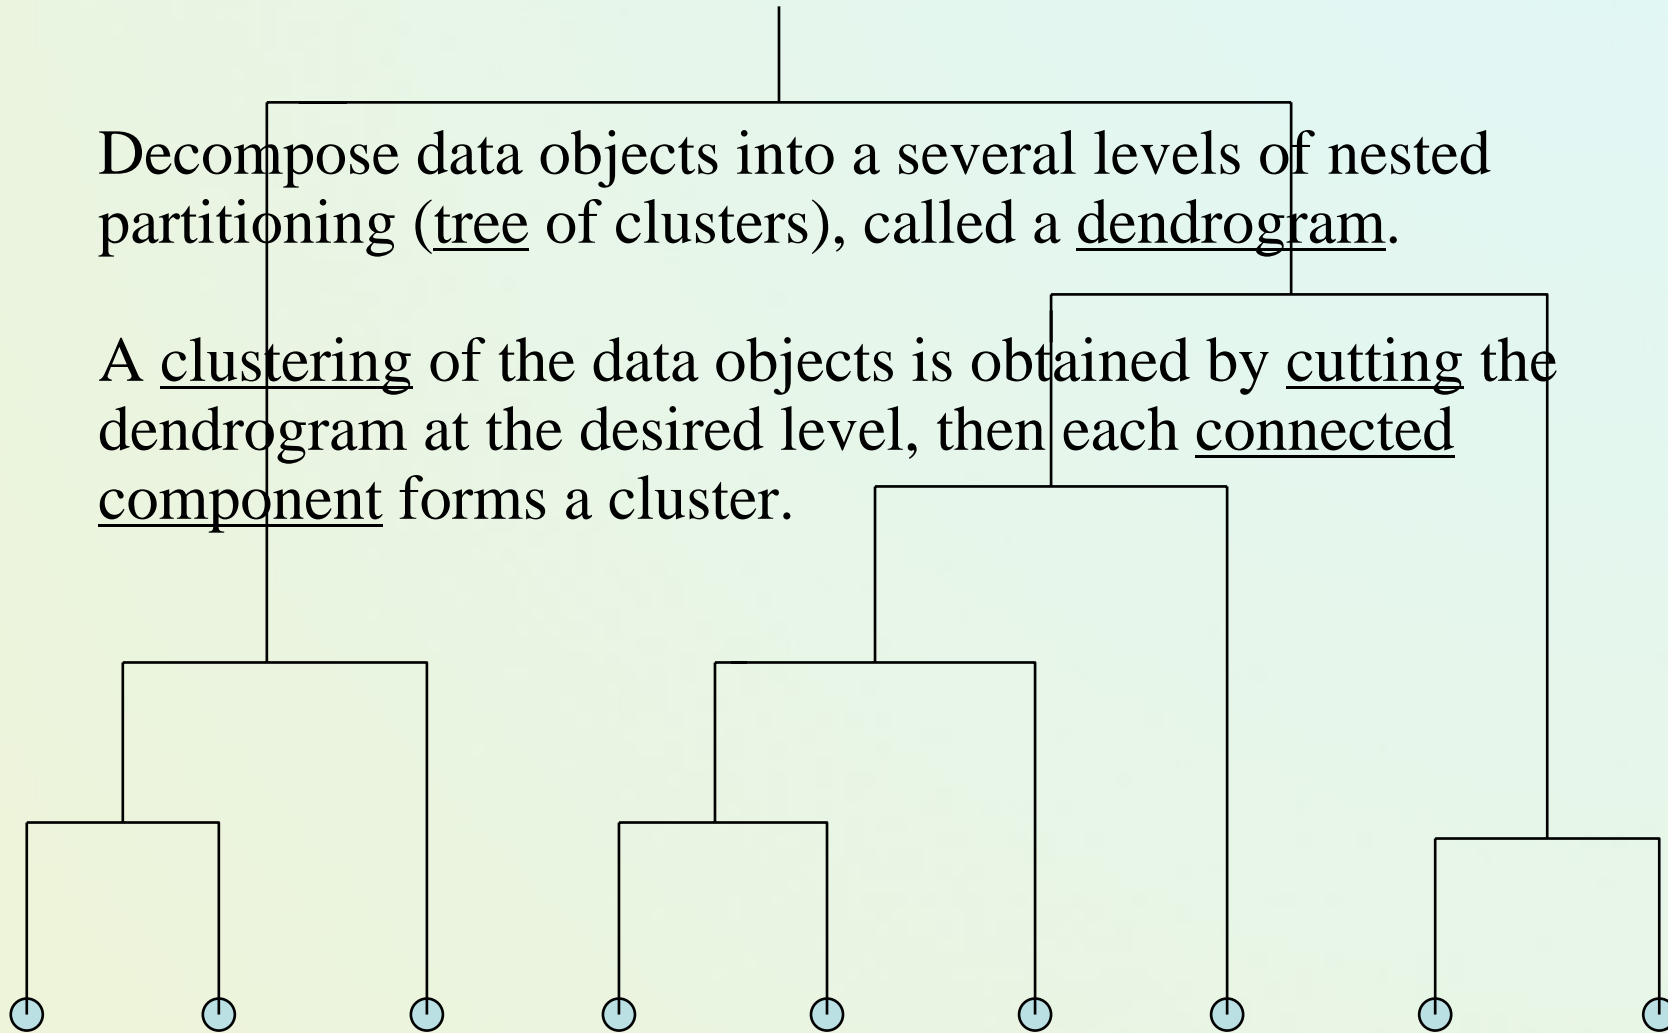 Decompose data objects into a several levels of nested
partitioning (tree of clusters), called a dendrogram.
A clustering of the data objects is obtained by cutting the
dendrogram at the desired level, then each connected
component forms a cluster.